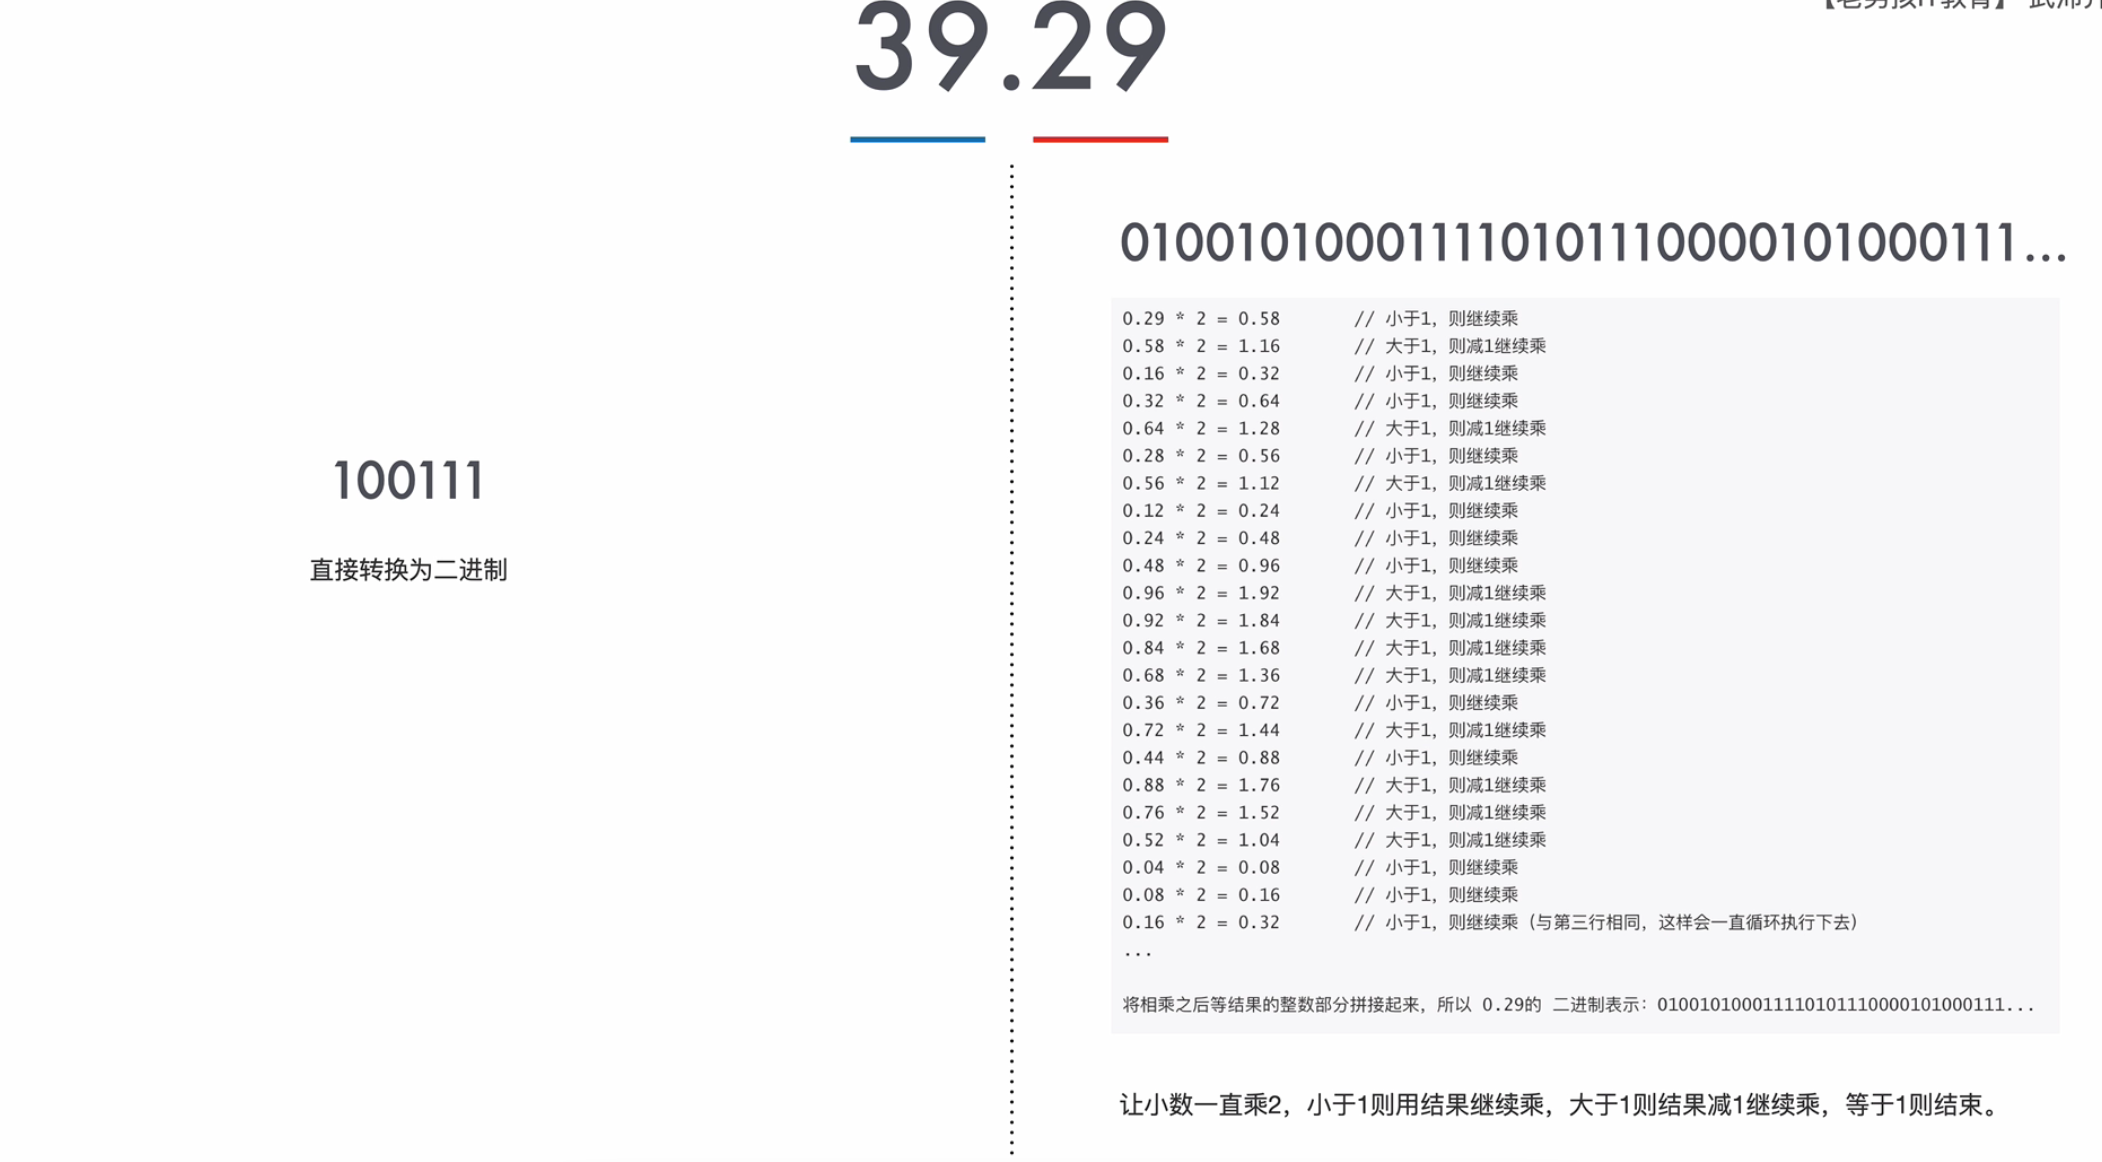 39.29
100111
直接转换为二进制
01001010001111010111000010100​0111...
0.29 * 2 = 0.58 // 小于1，则继续乘
0.58 * 2 = 1.16 // 大于1，则减1继续乘
0.16 * 2 = 0.32 // 小于1，则继续乘
0.32 * 2 = 0.64 // 小于1，则继续乘
0.64 * 2 = 1.28 // 大于1，则减1继续乘
0.28 * 2 = 0.56 // 小于1，则继续乘
0.56 * 2 = 1.12 // 大于1，则减1继续乘
0.12 * 2 = 0.24 // 小于1，则继续乘
0.24 * 2 = 0.48 // 小于1，则继续乘
0.48 * 2 = 0.96 // 小于1，则继续乘
0.96 * 2 = 1.92 // 大于1，则减1继续乘
0.92 * 2 = 1.84 // 大于1，则减1继续乘
0.84 * 2 = 1.68 // 大于1，则减1继续乘
0.68 * 2 = 1.36 // 大于1，则减1继续乘
0.36 * 2 = 0.72 // 小于1，则继续乘
0.72 * 2 = 1.44 // 大于1，则减1继续乘
0.44 * 2 = 0.88 // 小于1，则继续乘
0.88 * 2 = 1.76 // 大于1，则减1继续乘
0.76 * 2 = 1.52 // 大于1，则减1继续乘
0.52 * 2 = 1.04 // 大于1，则减1继续乘
0.04 * 2 = 0.08 // 小于1，则继续乘
0.08 * 2 = 0.16 // 小于1，则继续乘
0.16 * 2 = 0.32 // 小于1，则继续乘（与第三行相同，这样会一直循环执行下去）
...
将相乘之后等结果的整数部分拼接起来，所以 0.29的 二进制表示：010010100011110101110000101000111...
让小数一直乘2，小于1则用结果继续乘，大于1则结果减1继续乘，等于1则结束。